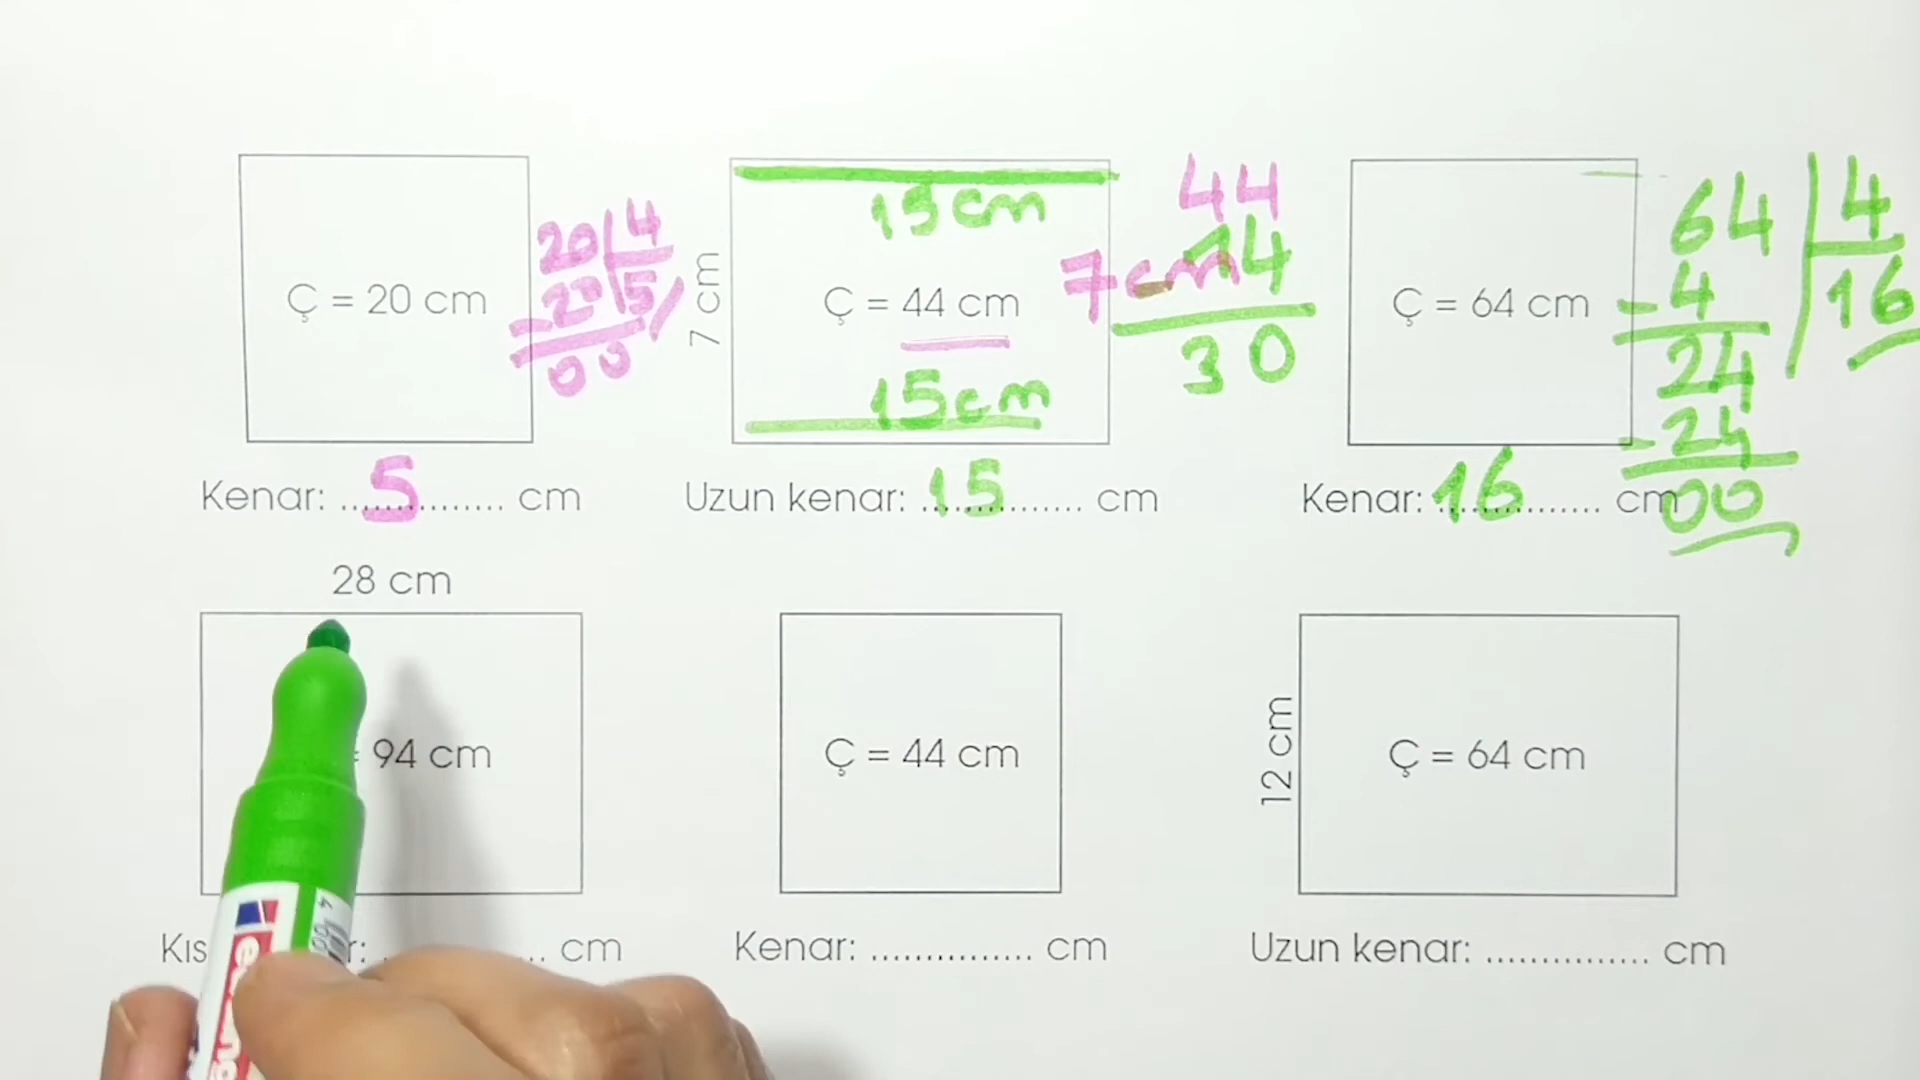 Ç = 20 cm
20 4
- 20 5
00
Kenar: 5 cm
7 cm
15 cm
Ç = 44 cm
15 cm
7 cm
44
14
30
Uzun kenar: 15 cm
Ç = 64 cm
64 4
- 4 16
24
- 24
00
Kenar: 16 cm
28 cm
94 cm
cm
Ç = 44 cm
Kenar: ............... cm
12 cm
Ç = 64 cm
Uzun kenar: ............... cm